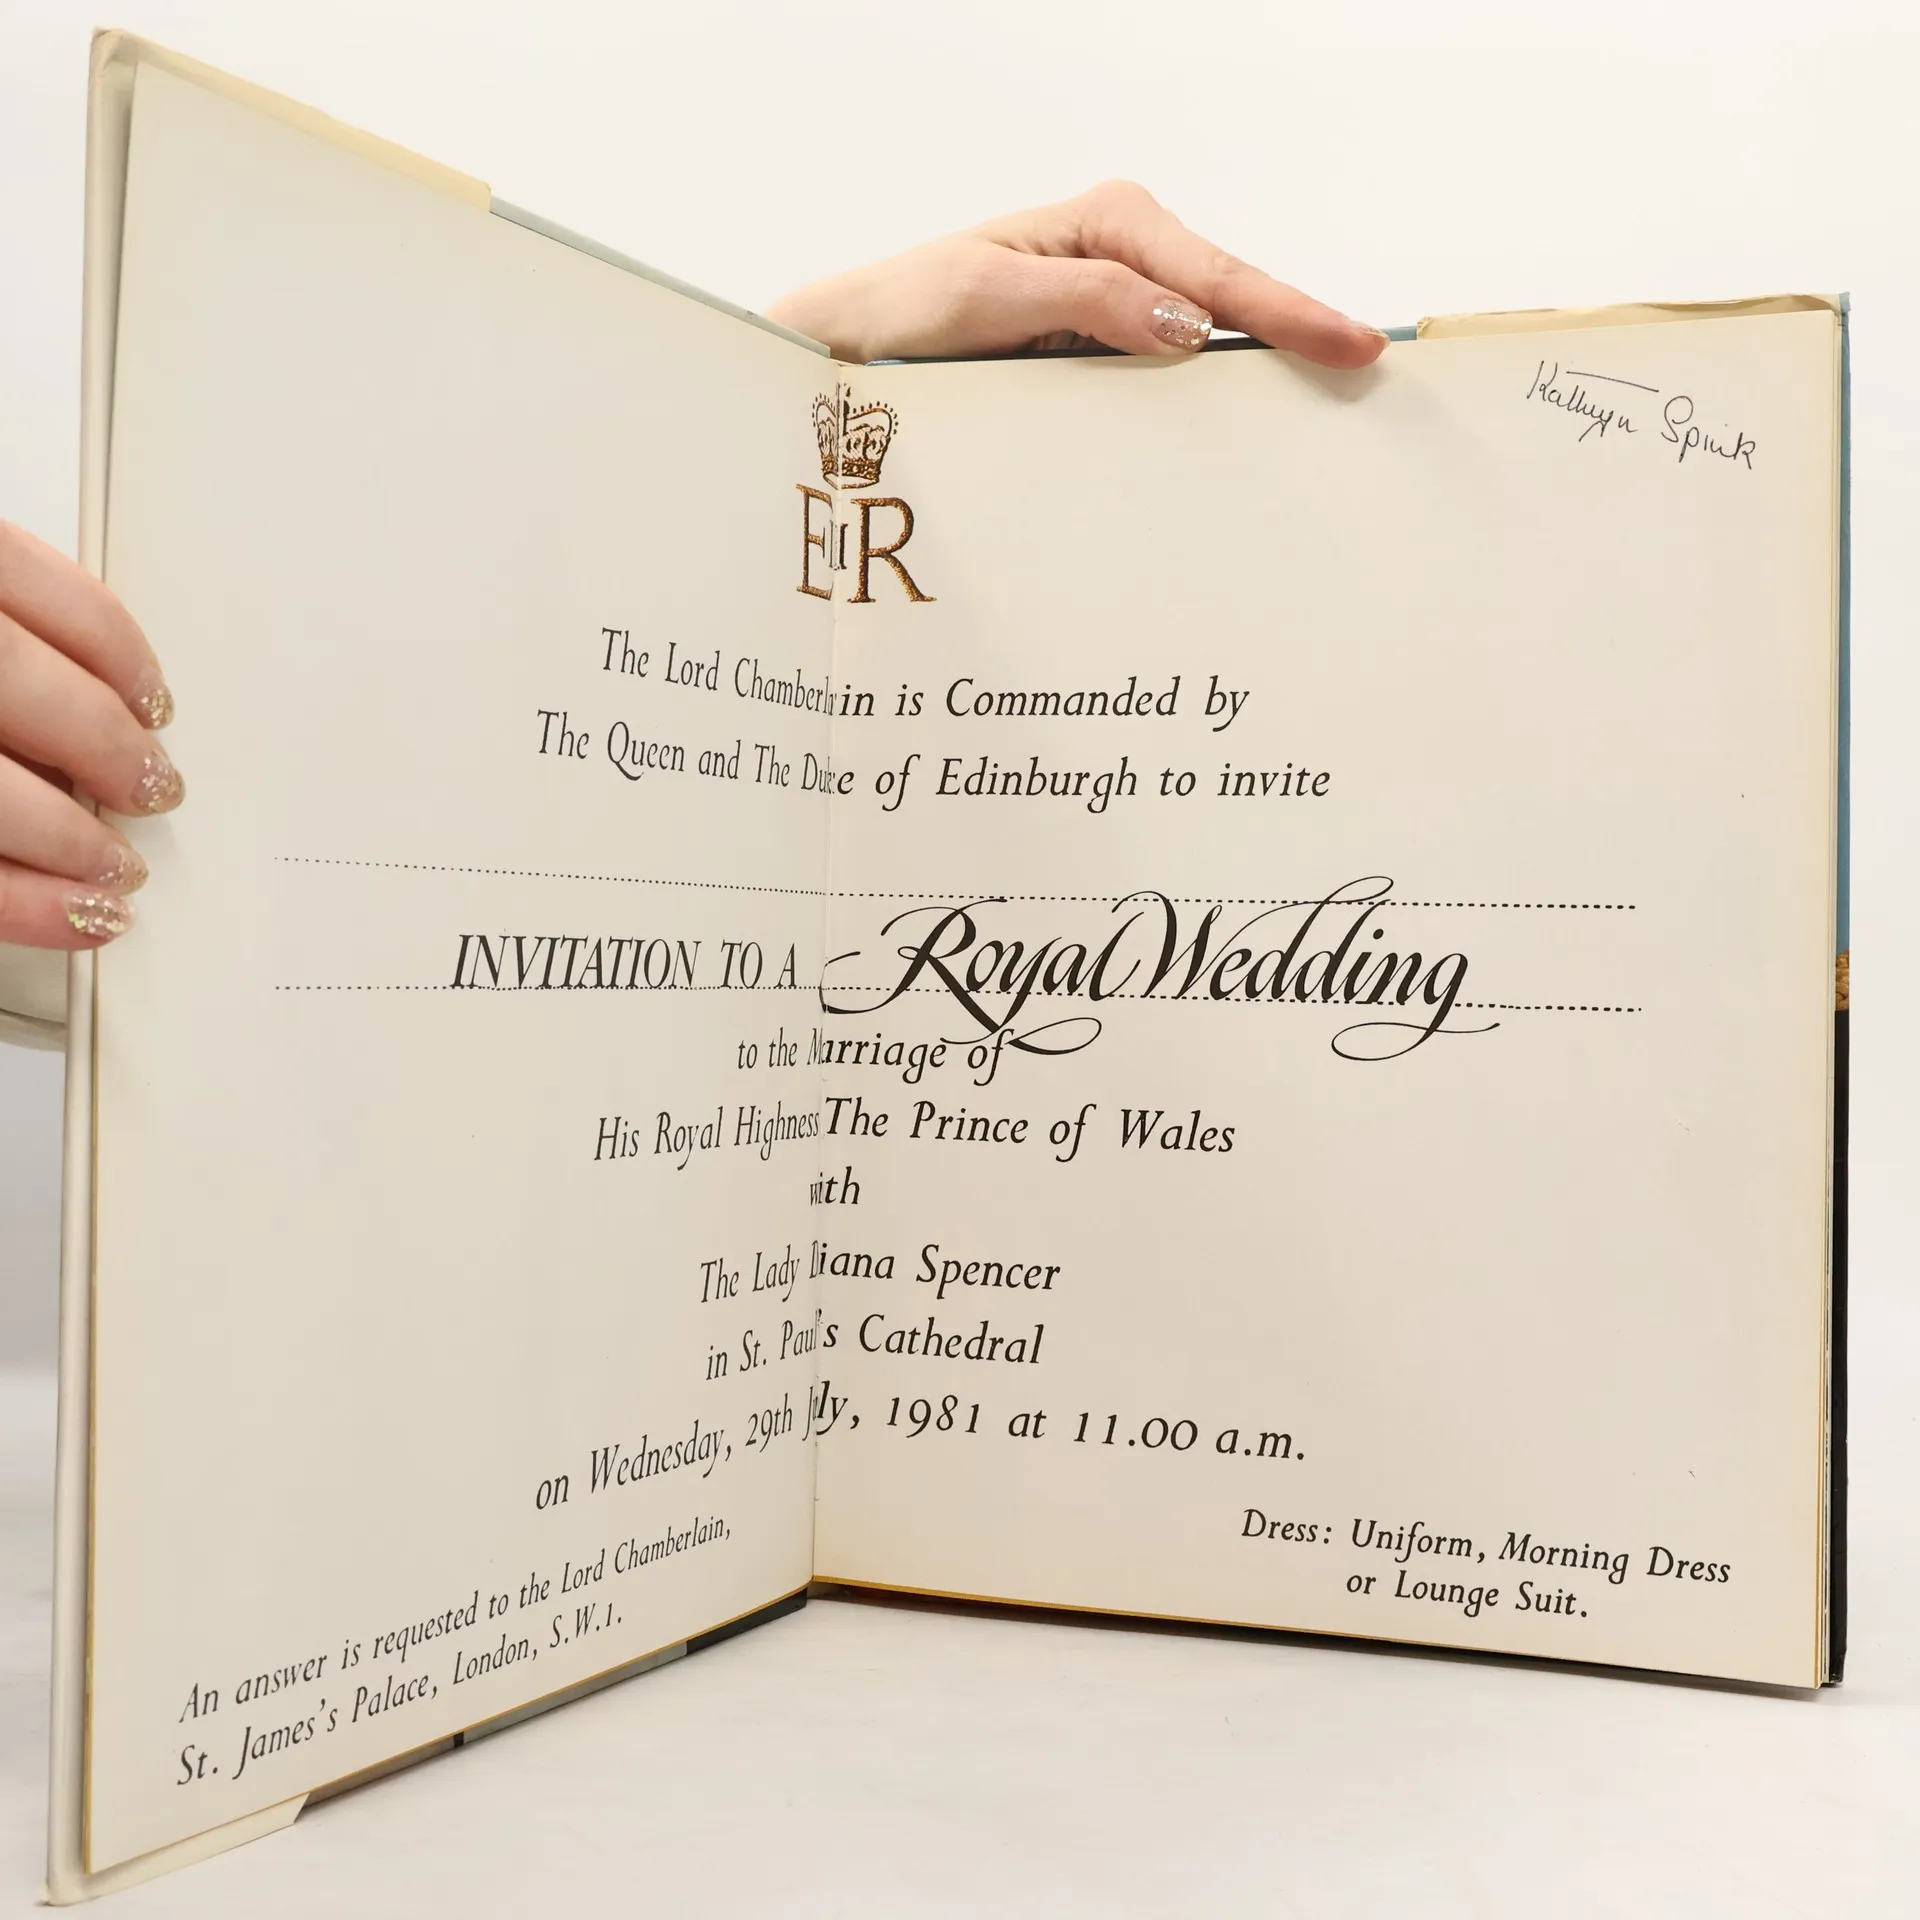 Kathryn Spink
EIIR
The Lord Chamberlain is Commanded by
The Queen and The Duke of Edinburgh to invite
INVITATION TO A Royal Wedding
to the Marriage of
His Royal Highness The Prince of Wales
with
The Lady Diana Spencer
in St. Paul's Cathedral
on Wednesday, 29th July, 1981 at 11.00 a.m.
An answer is requested to the Lord Chamberlain,
St. James's Palace, London, S.W.1.
Dress: Uniform, Morning Dress
or Lounge Suit.